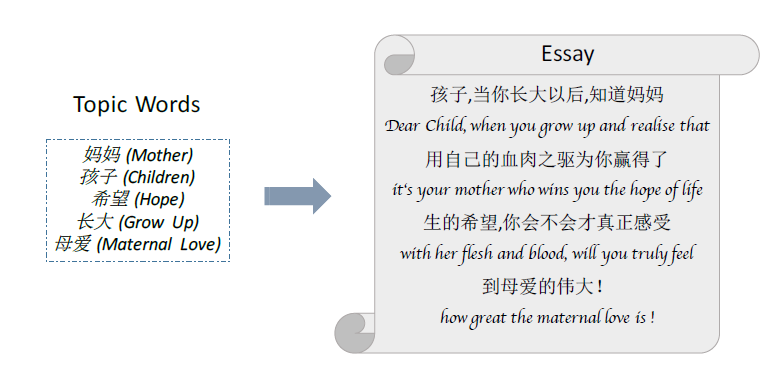 Topic Words
妈妈 (Mother)
孩子 (Children)
希望 (Hope)
长大 (Grow Up)
母爱 (Maternal Love)
Essay
孩子,当你长大以后,知道妈妈
Dear Child, when you grow up and realise that
用自己的血肉之驱为你赢得了
it's your mother who wins you the hope of life
生的希望,你会不会才真正感受
with her flesh and blood, will you truly feel
到母爱的伟大!
how great the maternal love is !